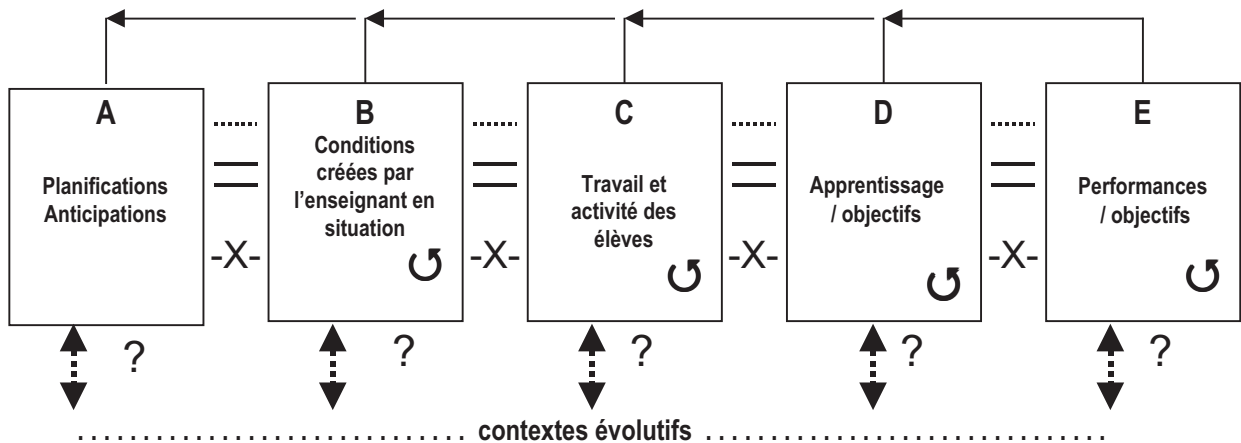 A
Planifications
Anticipations
B
Conditions
créées par
l’enseignant en
situation
C
Travail et
activité des
élèves
D
Apprentissage
/ objectifs
E
Performances
/ objectifs
-X-
-X-
-X-
-X-
?
?
?
?
?
. . . . . . . . . . . . . . . . . . . . . . . . . . . . . . . contextes évolutifs . . . . . . . . . . . . . . . . . . . . . . . . . . . . . . .